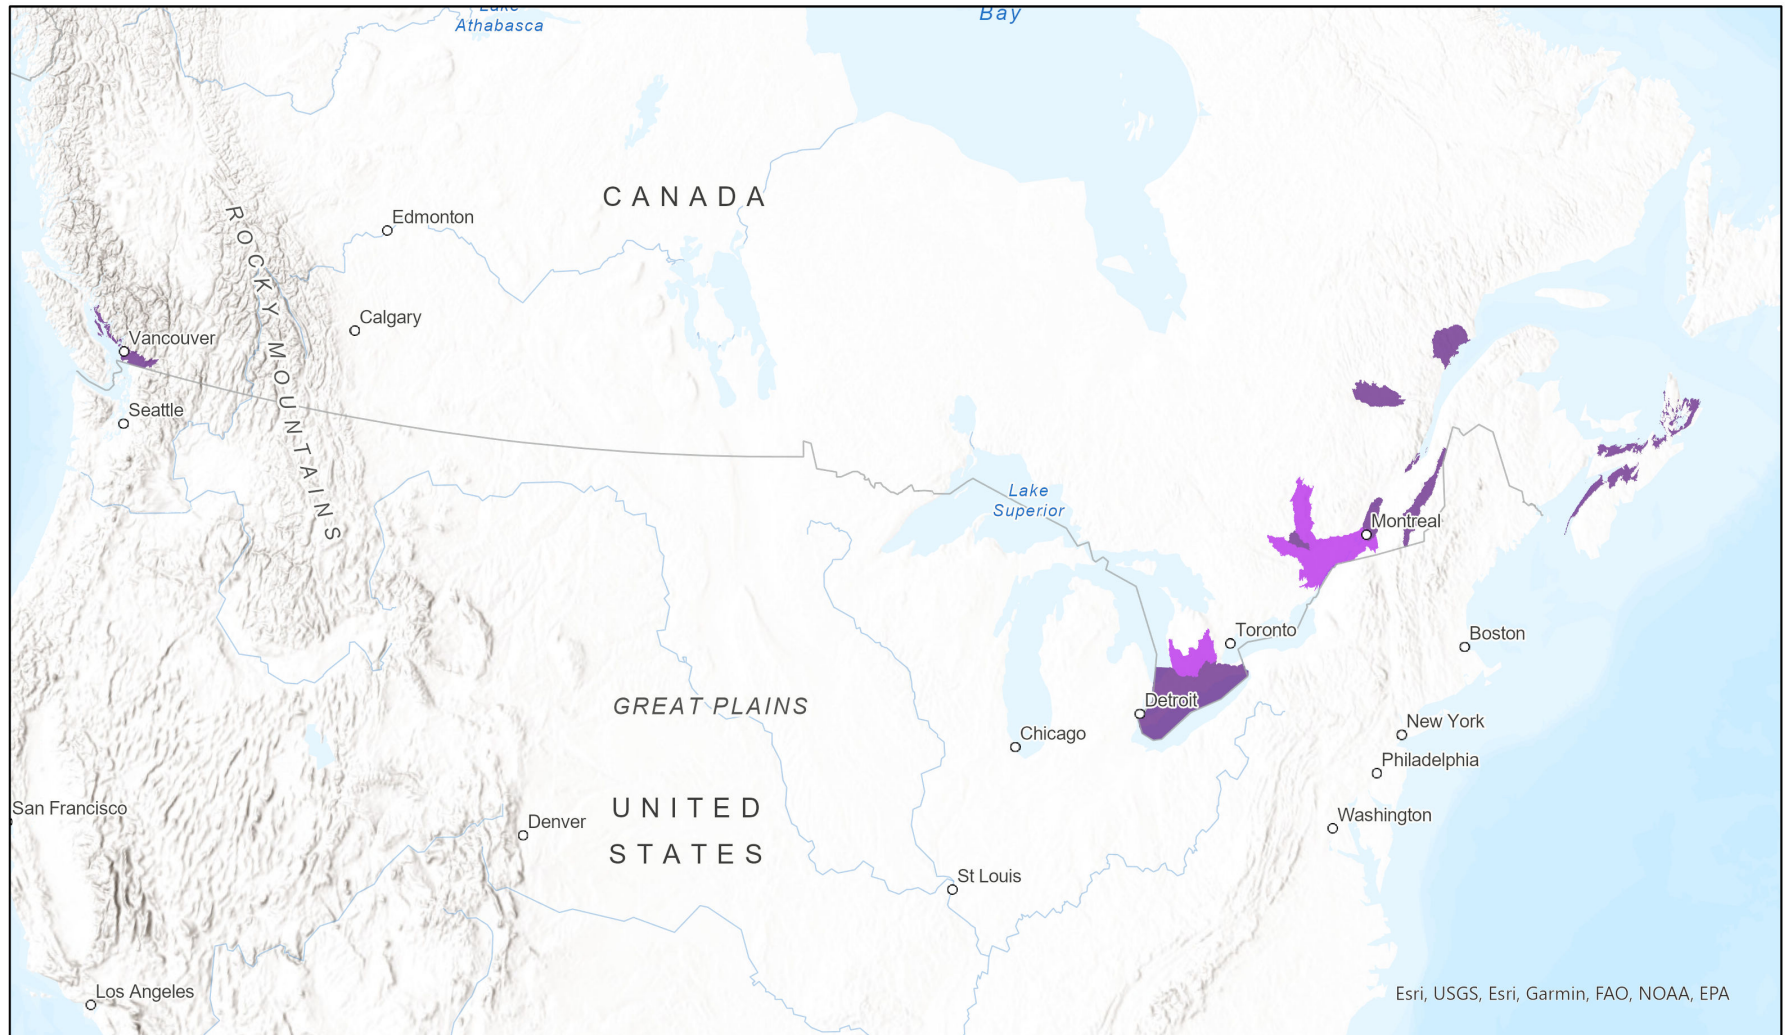 Lake
Athabasca
Bay
CANADA
Edmonton
ROCKY MOUNTAINS
Calgary
Vancouver
Seattle
Lake
Superior
Montreal
Toronto
Boston
Detroit
GREAT PLAINS
New York
Chicago
Philadelphia
San Francisco
UNITED
STATES
Denver
Washington
St Louis
Los Angeles
Esri, USGS, Esri, Garmin, FAO, NOAA, EPA